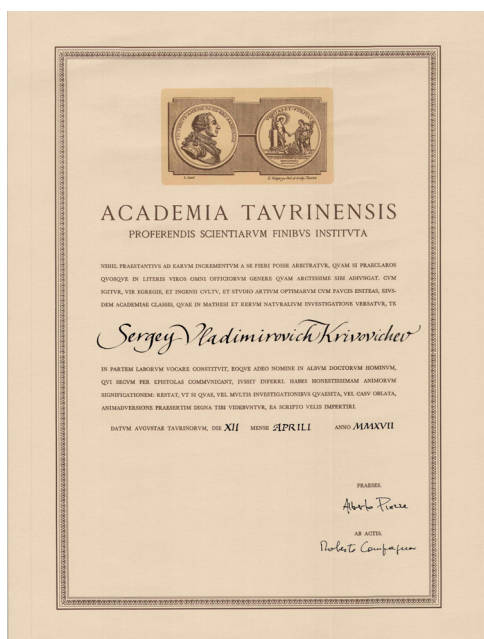 ACADEMIA TAVRINENSIS
PROFERENDIS SCIENTIARVM FINIBVS INSTITVTA
NIHIL PRAESTANTIVS AD EARVM INCREMENTVM A SE FIERI POSSE ARBITRATVR, QVAM SI PRAECLAROS
QVOSQVE IN LITERIS VIROS OMNI OFFICIORVM GENERE QVAM ARCTISSIME SIBI ADIVNGAT. CVM
IGITVR, VIR EGREGIE, ET INGENII CVLTV, ET STVDIO ARTIVM OPTIMARVM CVM PAVCIS ENITEAS, EIVS-
DEM ACADEMIAE CLASSIS, QVAE IN MATHESI ET RERVM NATVRALIVM INVESTIGATIONE VERSATVR, TE
Sergey Vladimirovich Krivovichev
IN PARTEM LABORVM VOCARE CONSTITVIT, EOQVE ADEO NOMINE IN ALBVM DOCTORVM HOMINVM,
QVI SECVM PER EPISTOLAS COMMVNICANT, IVSSIT INFERRI. HABES HONESTISSIMAM ANIMORVM
SIGNIFICATIONEM: RESTAT, VT SI QVAE, VEL MVLTIS INVESTIGATIONIBVS QVAESITA, VEL CASV OBLATA,
ANIMADVERSIONE PRAESERTIM DIGNA TIBI VIDEBVNTVR, EA SCRIPTO VELIS IMPERTIRI.
DATVM AVGVSTAE TAVRINORVM, DIE XII MENSE APRILI ANNO MMXVII
PRAESES.
Alberto Piazza
AB ACTIS.
Roberto